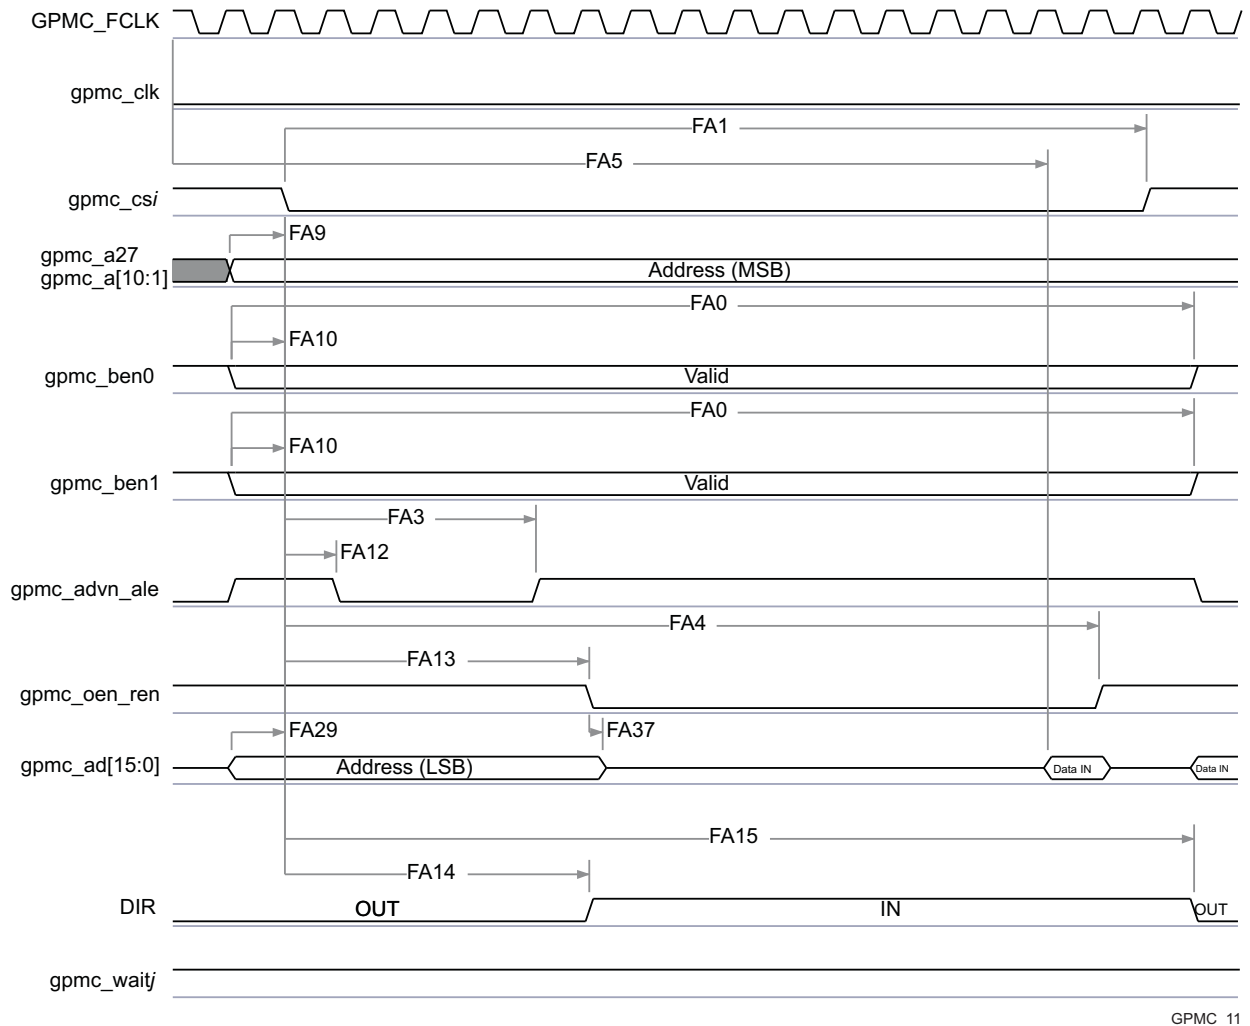 GPMC_FCLK
gpmc_clk
FA1
FA5
gpmc_csi
FA9
gpmc_a27
gpmc_a[10:1]
Address (MSB)
FA0
FA10
gpmc_ben0
Valid
FA0
FA10
gpmc_ben1
Valid
FA3
FA12
gpmc_advn_ale
FA4
FA13
gpmc_oen_ren
FA29
FA37
gpmc_ad[15:0]
Address (LSB)
Data IN
Data IN
FA15
FA14
DIR
OUT
IN
OUT
gpmc_waitj
GPMC_11